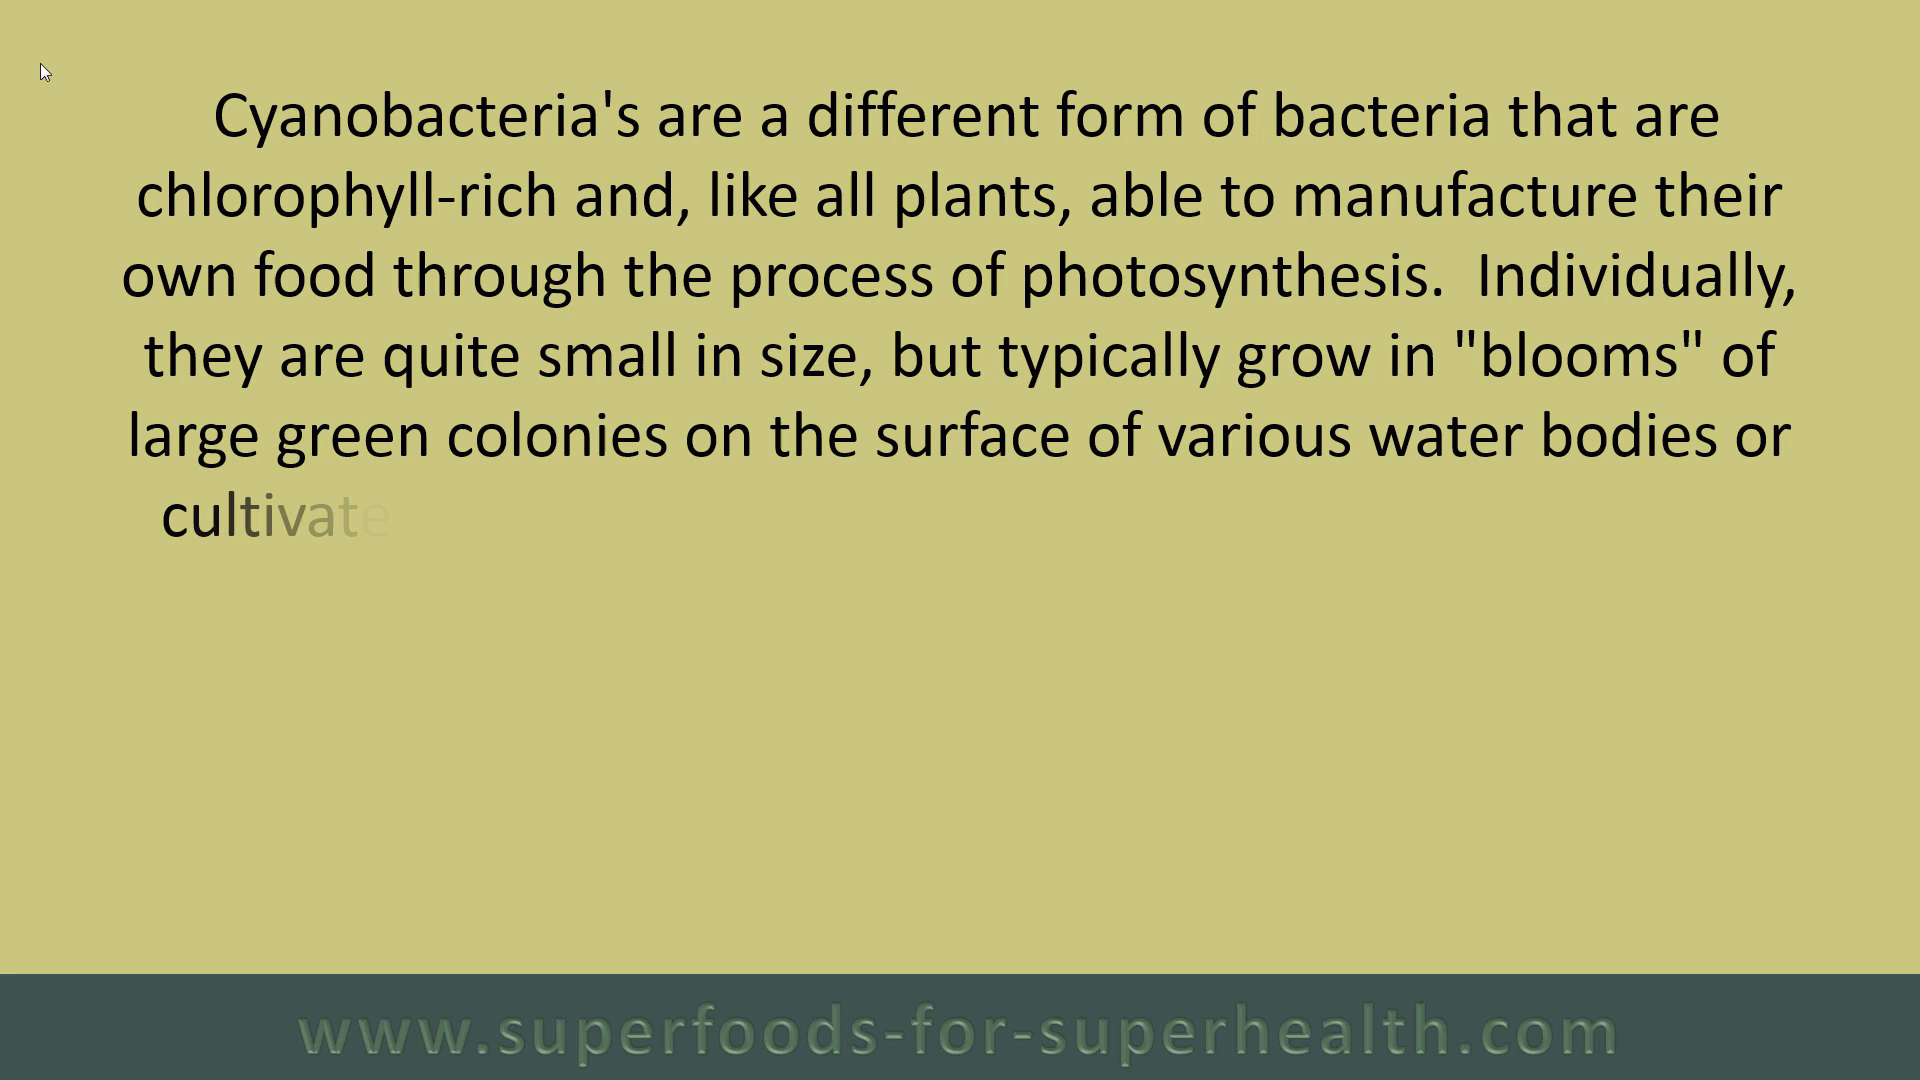 Cyanobacteria's are a different form of bacteria that are
chlorophyll-rich and, like all plants, able to manufacture their
own food through the process of photosynthesis.  Individually,
they are quite small in size, but typically grow in "blooms" of
large green colonies on the surface of various water bodies or
cultivate
www.superfoods-for-superhealth.com